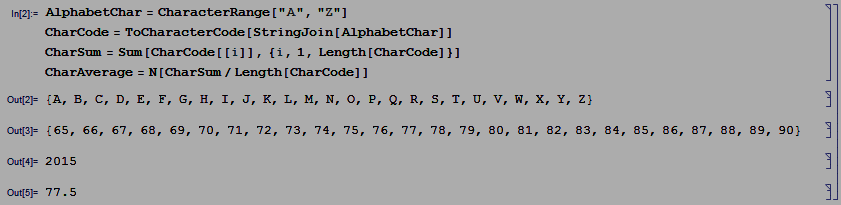 In[2]:= AlphabetChar = CharacterRange["A", "Z"]
CharCode = ToCharacterCode[StringJoin[AlphabetChar]]
CharSum = Sum[CharCode[[i]], {i, 1, Length[CharCode]}]
CharAverage = N[CharSum / Length[CharCode]]
Out[2]= {A, B, C, D, E, F, G, H, I, J, K, L, M, N, O, P, Q, R, S, T, U, V, W, X, Y, Z}
Out[3]= {65, 66, 67, 68, 69, 70, 71, 72, 73, 74, 75, 76, 77, 78, 79, 80, 81, 82, 83, 84, 85, 86, 87, 88, 89, 90}
Out[4]= 2015
Out[5]= 77.5